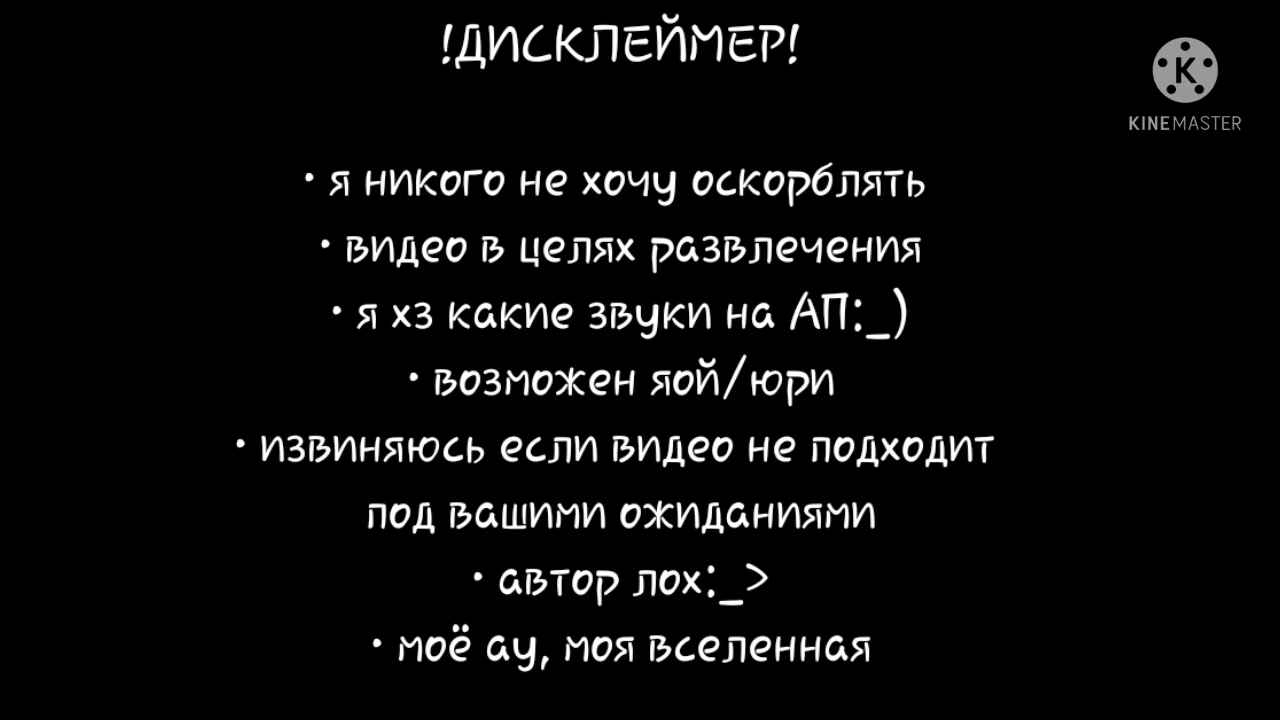 !ДИСКЛЕЙМЕР!
K
KINEMASTER
• я никого не хочу оскорблять
• видео в целях развлечения
• я хз какие звуки на АП:_)
• возможен яой/юри
• извиняюсь если видео не подходит
под вашими ожиданиями
• автор лох:_>
• моё ау, моя вселенная